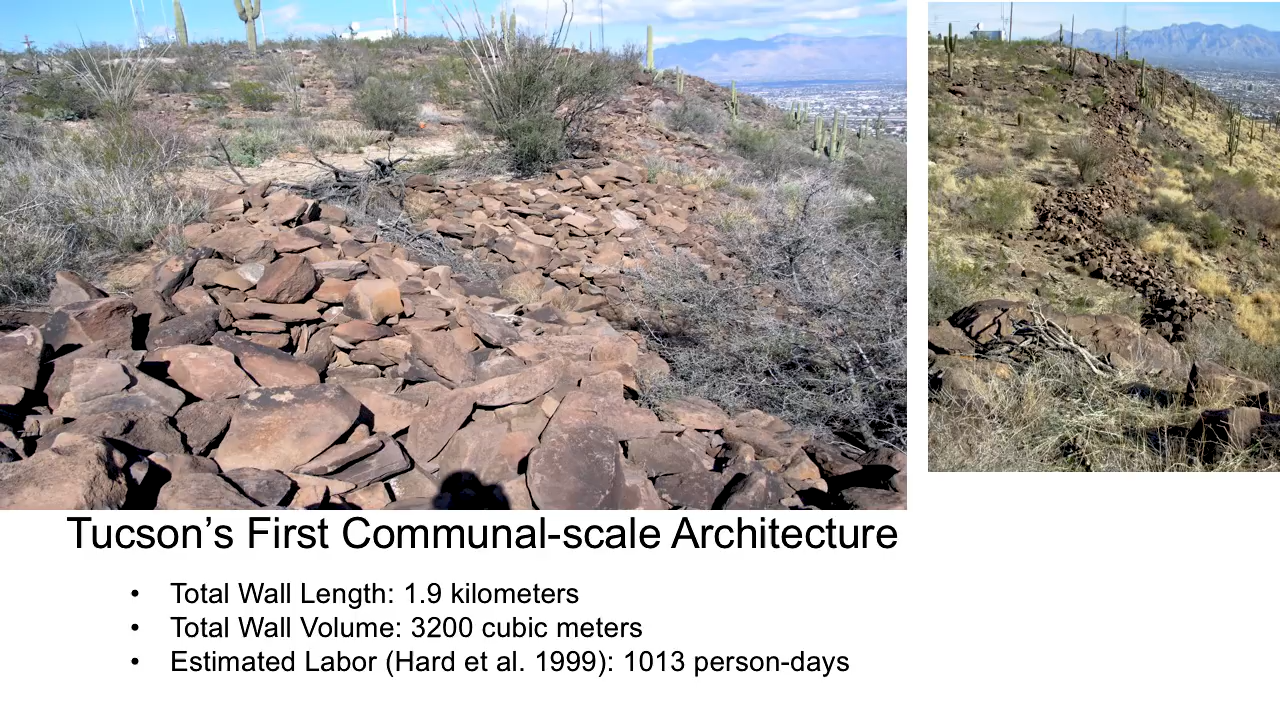 Tucson’s First Communal-scale Architecture
• Total Wall Length: 1.9 kilometers
• Total Wall Volume: 3200 cubic meters
• Estimated Labor (Hard et al. 1999): 1013 person-days